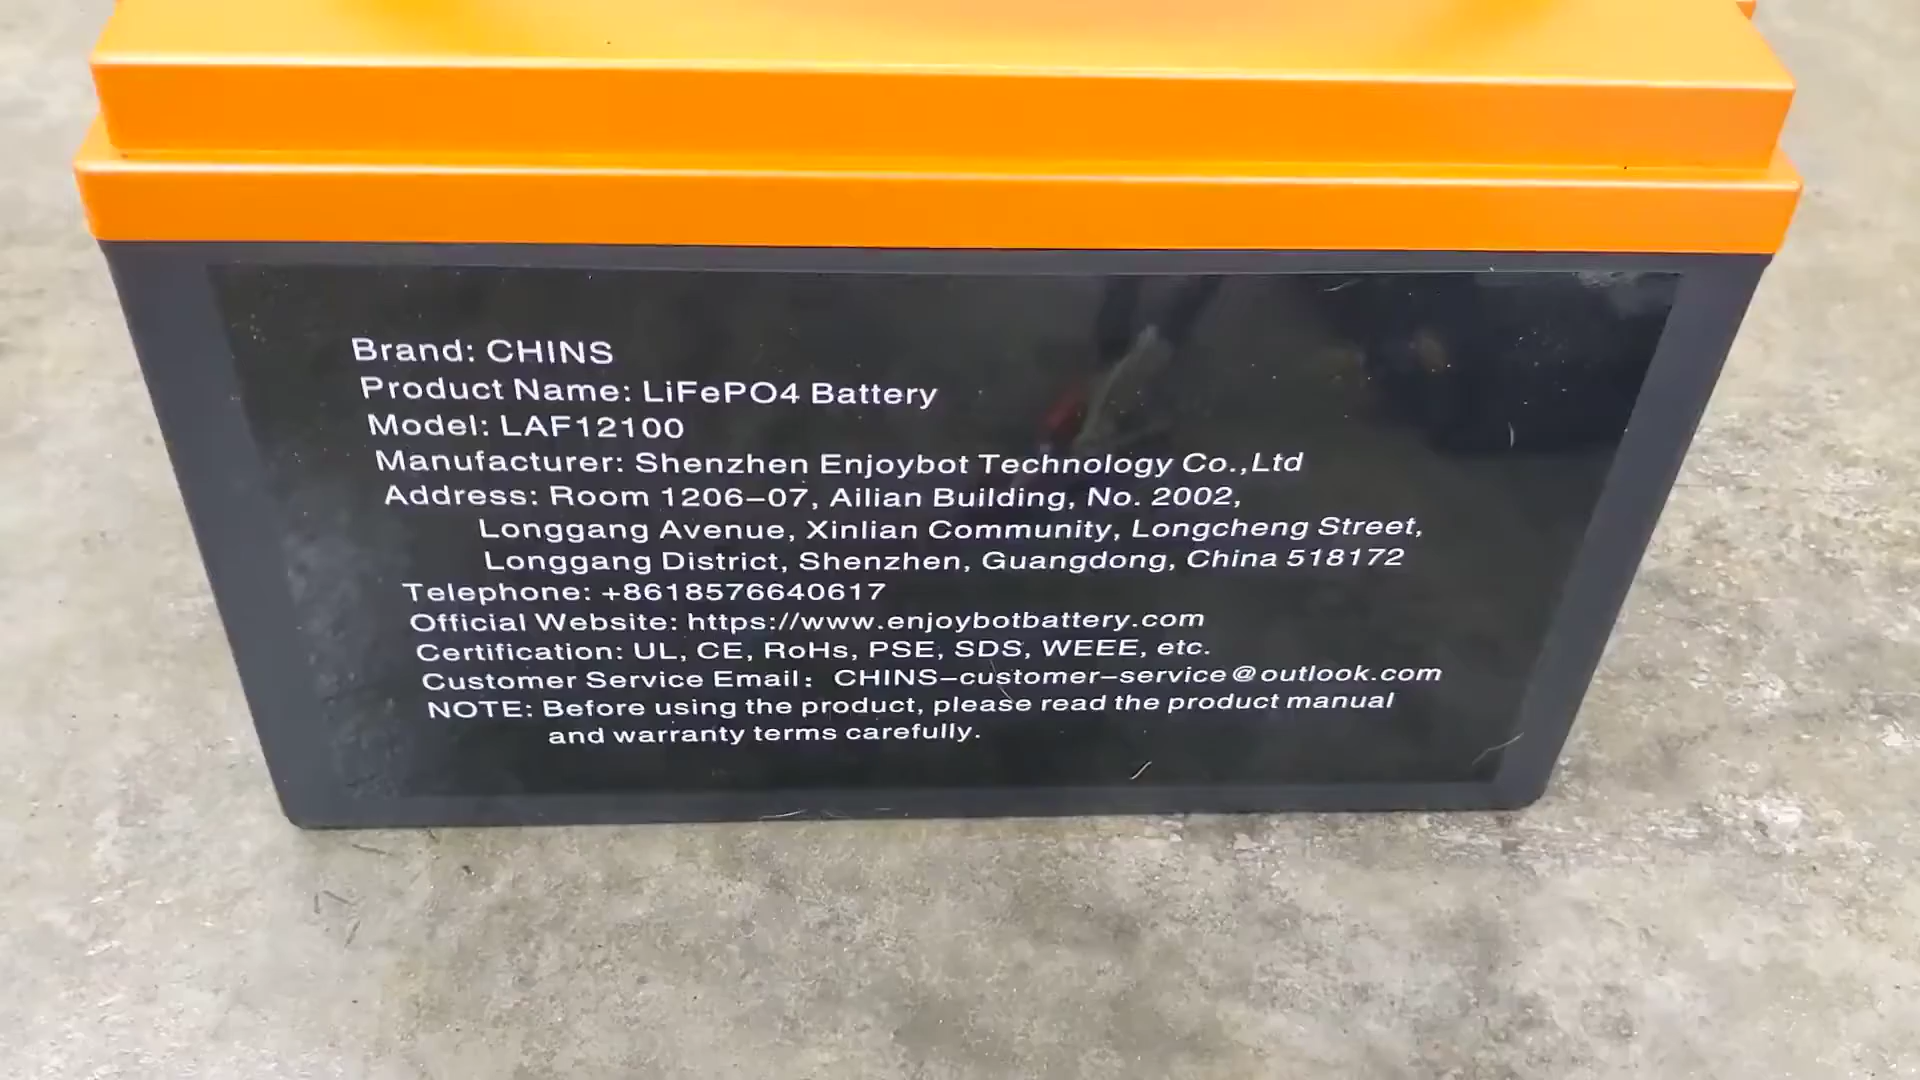 Brand: CHINS
Product Name: LiFePO4 Battery
Model: LAF12100
Manufacturer: Shenzhen Enjoybot Technology Co.,Ltd
Address: Room 1206-07, Ailian Building, No. 2002,
Longgang Avenue, Xinlian Community, Longcheng Street,
Longgang District, Shenzhen, Guangdong, China 518172
Telephone: +8618576640617
Official Website: https://www.enjoybotbattery.com
Certification: UL, CE, RoHs, PSE, SDS, WEEE, etc.
Customer Service Email: CHINS-customer-service@outlook.com
NOTE: Before using the product, please read the product manual
and warranty terms carefully.